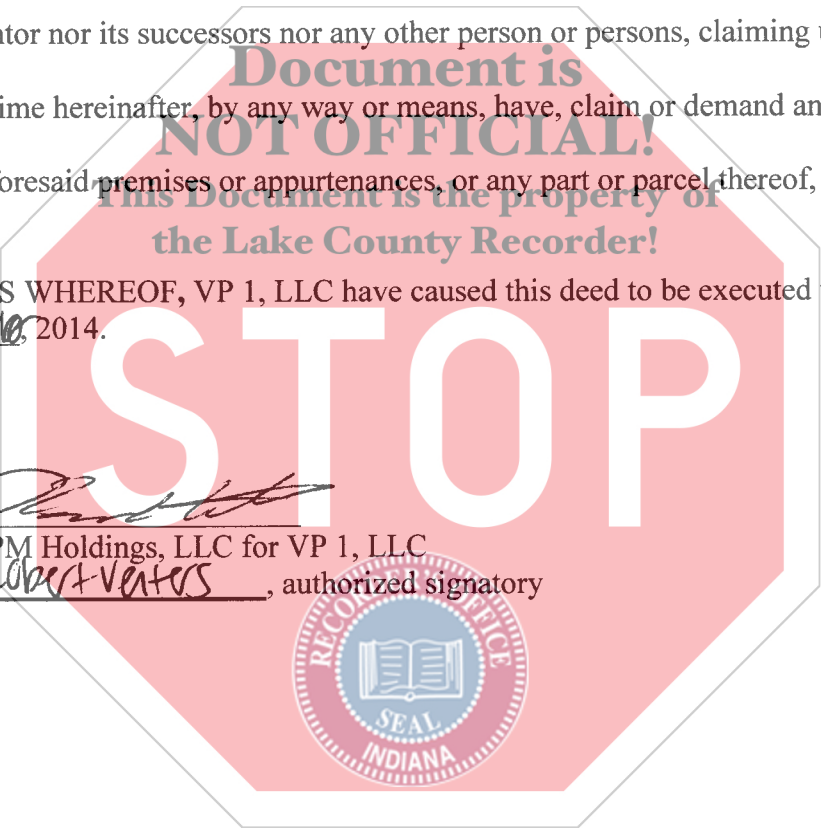 ntor nor its successors nor any other person or persons, claiming
Document is
ime hereinafter, by any way or means, have, claim or demand an
NOT OFFICIAL!
foresaid premises or appurtenances, or any part or parcel thereof,
This Document is the property of
the Lake County Recorder!
S WHEREOF, VP 1, LLC have caused this deed to be executed
, 2014.
STOP
PM Holdings, LLC for VP 1, LLC
obert Venters, authorized signatory
RECORDER'S OFFICE
SEAL
INDIANA